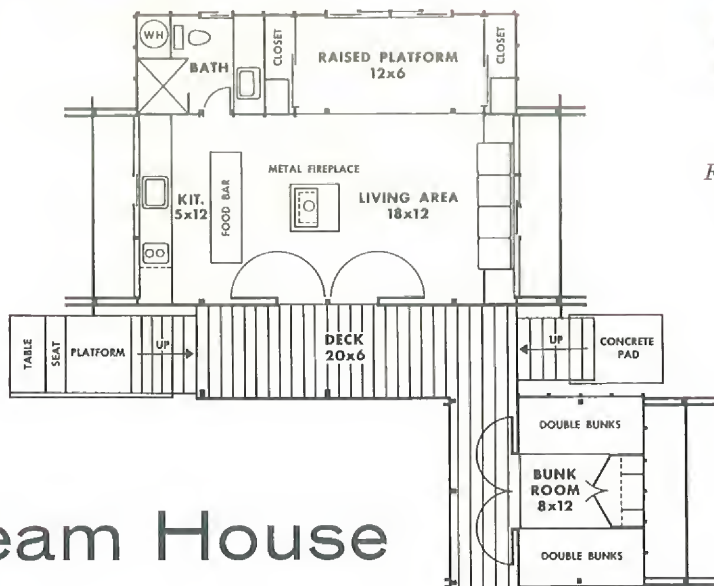 WH
BATH
CLOSET
RAISED PLATFORM
12x6
CLOSET
KIT.
5x12
FOOD BAR
METAL FIREPLACE
LIVING AREA
18x12
TABLE
SEAT
PLATFORM
UP
DECK
20x6
UP
CONCRETE
PAD
DOUBLE BUNKS
BUNK
ROOM
8x12
DOUBLE BUNKS
House